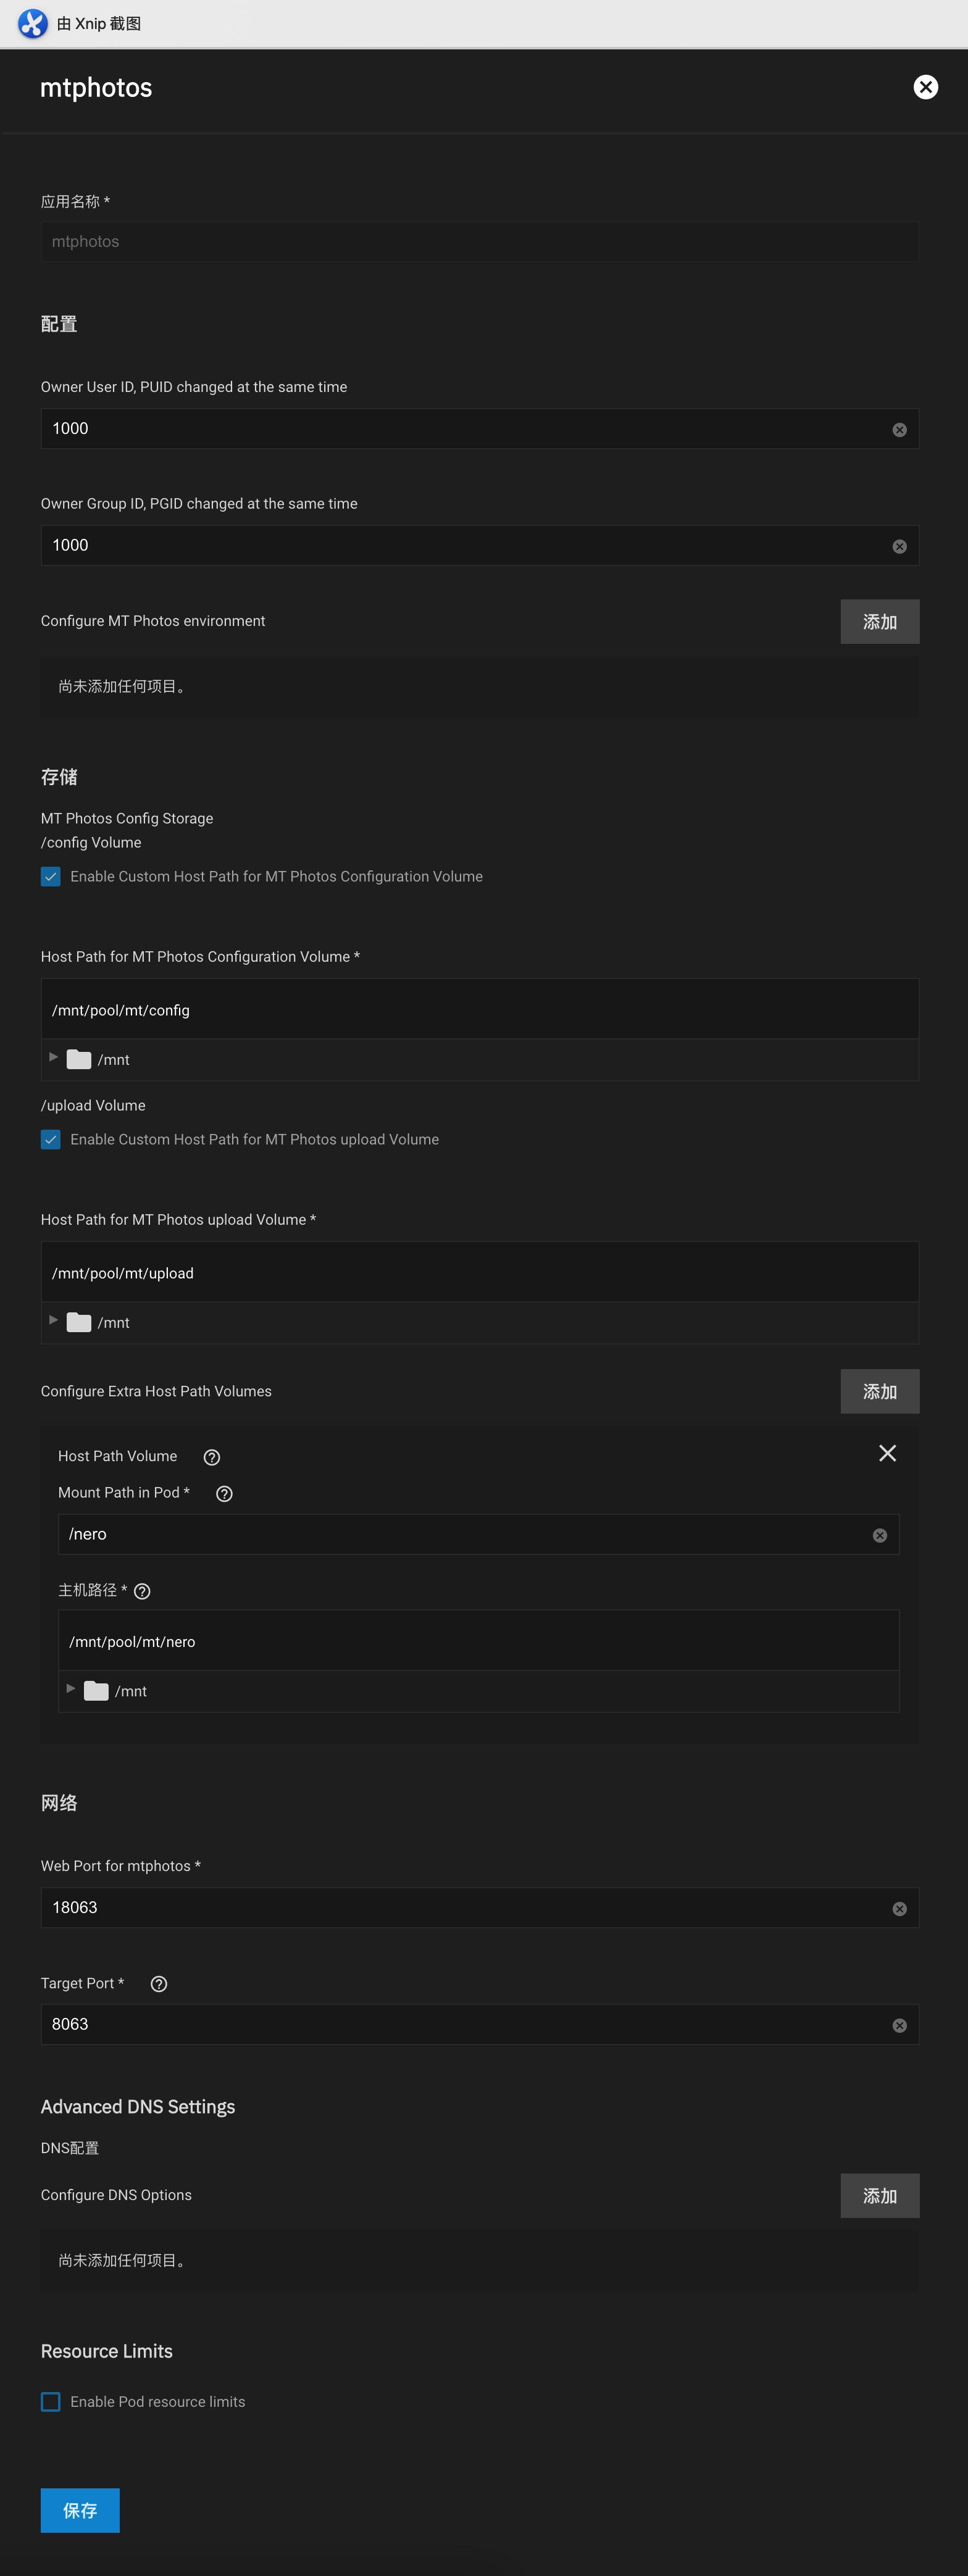 由 Xnip 截图
mtphotos
应用名称 *
mtphotos
配置
Owner User ID, PUID changed at the same time
1000
Owner Group ID, PGID changed at the same time
1000
Configure MT Photos environment
添加
尚未添加任何项目。
存储
MT Photos Config Storage
/config Volume
Enable Custom Host Path for MT Photos Configuration Volume
Host Path for MT Photos Configuration Volume *
/mnt/pool/mt/config
/mnt
/upload Volume
Enable Custom Host Path for MT Photos upload Volume
Host Path for MT Photos upload Volume *
/mnt/pool/mt/upload
/mnt
Configure Extra Host Path Volumes
添加
Host Path Volume
Mount Path in Pod *
/nero
主机路径 *
/mnt/pool/mt/nero
/mnt
网络
Web Port for mtphotos *
18063
Target Port *
8063
Advanced DNS Settings
DNS配置
Configure DNS Options
添加
尚未添加任何项目。
Resource Limits
Enable Pod resource limits
保存